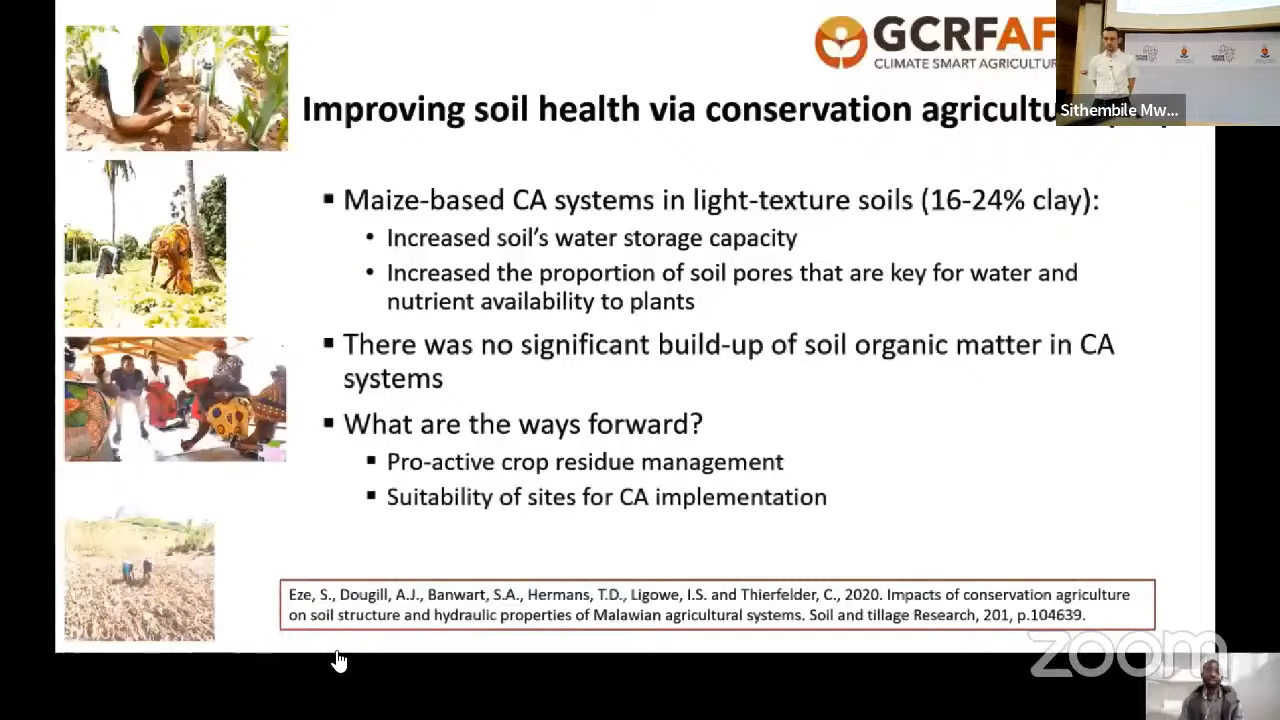 GCRFAF
CLIMATE SMART AGRICULTUR
Improving soil health via conservation agricultu
Sithembile Mw...
▪ Maize-based CA systems in light-texture soils (16-24% clay):
• Increased soil's water storage capacity
• Increased the proportion of soil pores that are key for water and
nutrient availability to plants
▪ There was no significant build-up of soil organic matter in CA
systems
▪ What are the ways forward?
▪ Pro-active crop residue management
▪ Suitability of sites for CA implementation
Eze, S., Dougill, A.J., Banwart, S.A., Hermans, T.D., Ligowe, I.S. and Thierfelder, C., 2020. Impacts of conservation agriculture
on soil structure and hydraulic properties of Malawian agricultural systems. Soil and tillage Research, 201, p.104639.
zoom